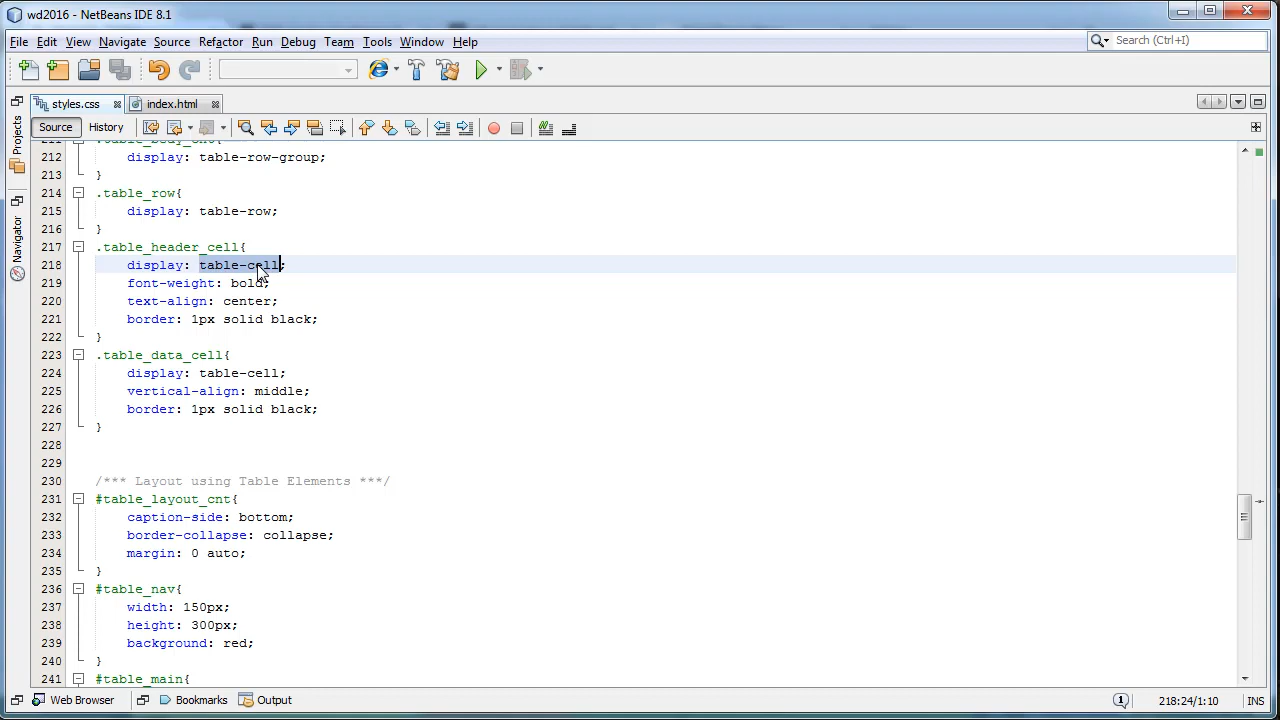 wd2016 - NetBeans IDE 8.1
File Edit View Navigate Source Refactor Run Debug Team Tools Window Help
Search (Ctrl+I)
styles.css index.html
Source History
Projects
Navigator
212 display: table-row-group;
213 }
214 .table_row{
215 display: table-row;
216 }
217 .table_header_cell{
218 display: table-cell;
219 font-weight: bold;
220 text-align: center;
221 border: 1px solid black;
222 }
223 .table_data_cell{
224 display: table-cell;
225 vertical-align: middle;
226 border: 1px solid black;
227 }
228
229
230 /*** Layout using Table Elements ***/
231 #table_layout_cnt{
232 caption-side: bottom;
233 border-collapse: collapse;
234 margin: 0 auto;
235 }
236 #table_nav{
237 width: 150px;
238 height: 300px;
239 background: red;
240 }
241 #table_main{
Web Browser Bookmarks Output
1 218:24/1:10 INS